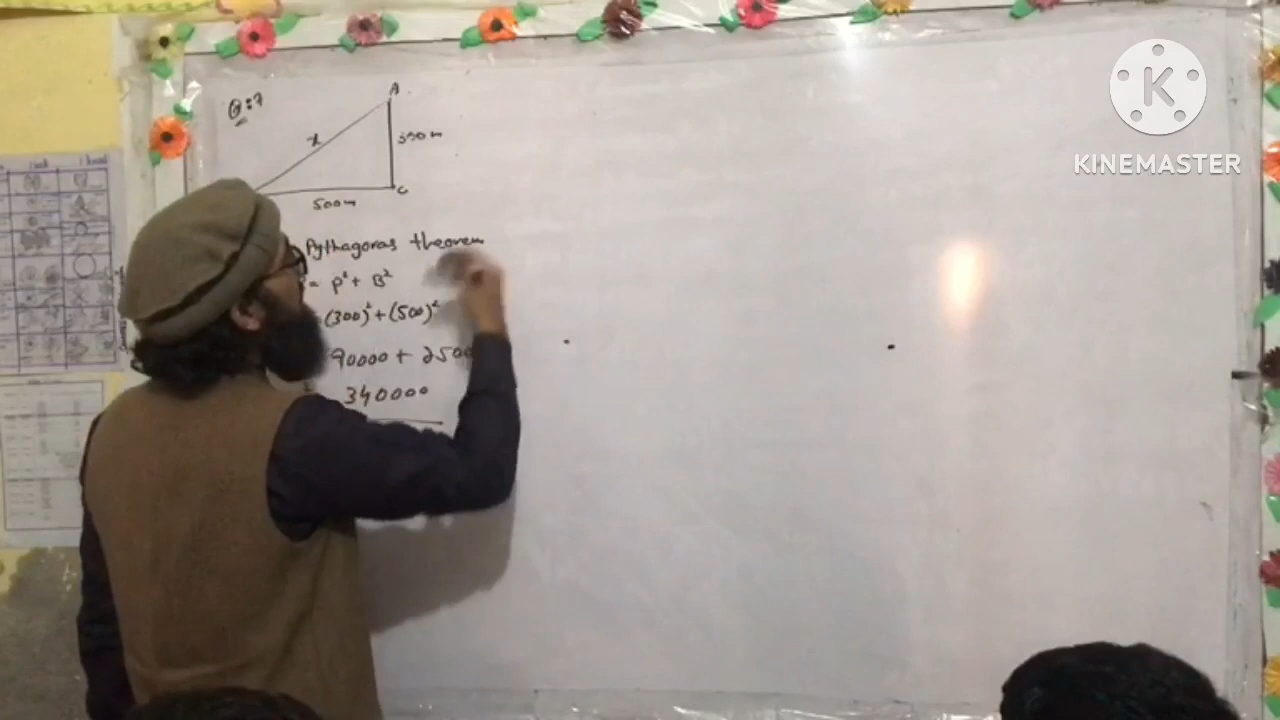 Q:7
A
x
300m
C
500m
Pythagoras theorem
= P² + B²
= (300)² + (500)²
90000 + 2500
= 340000
KINEMASTER